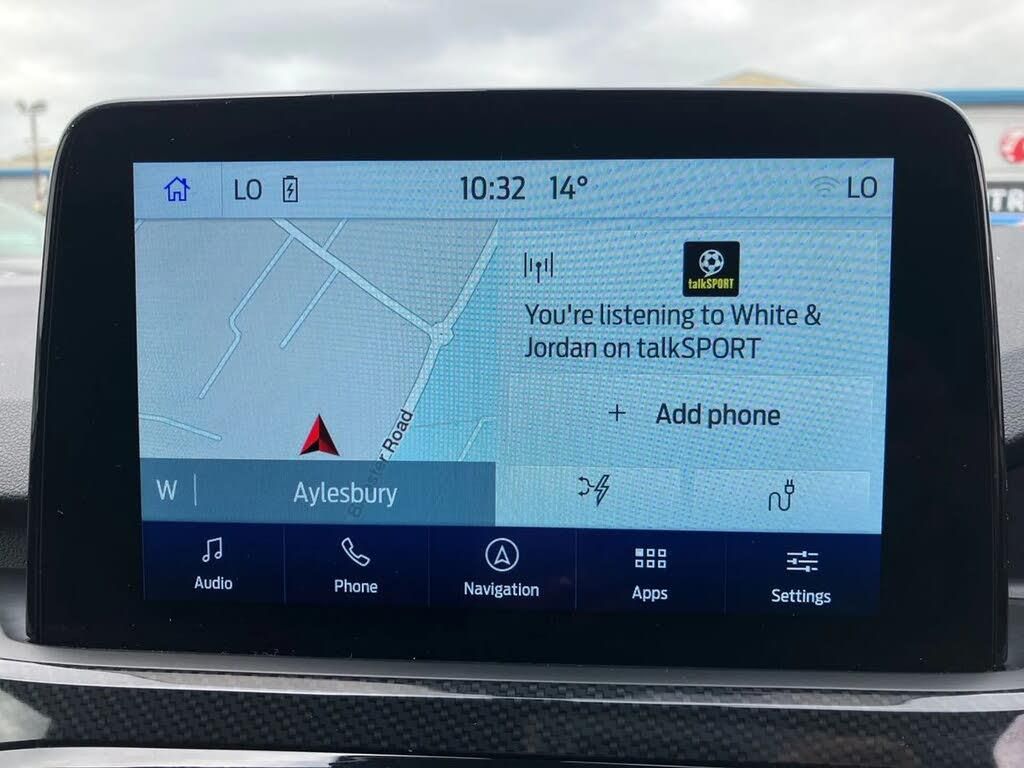 LO
10:32 14°
LO
talkSPORT
You're listening to White &
Jordan on talkSPORT
+ Add phone
Road
W
Aylesbury
Audio
Phone
Navigation
Apps
Settings